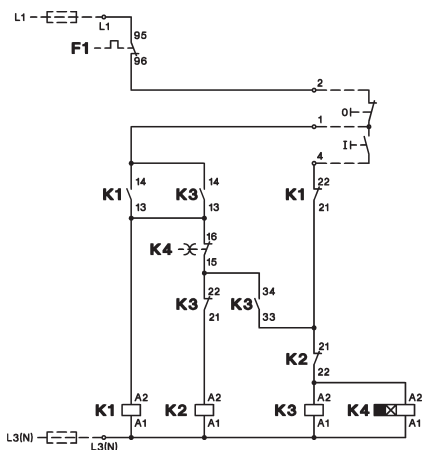 L1
L1
95
F1
96
2
O
1
I
4
14 14 22
K1 K3 K1
13 13 21
16
K4
15
22 34
K3 K3
21 33
21
K2
22
A2 A2 A2 A2
K1 K2 K3 K4
A1 A1 A1 A1
L3(N)
L3(N)